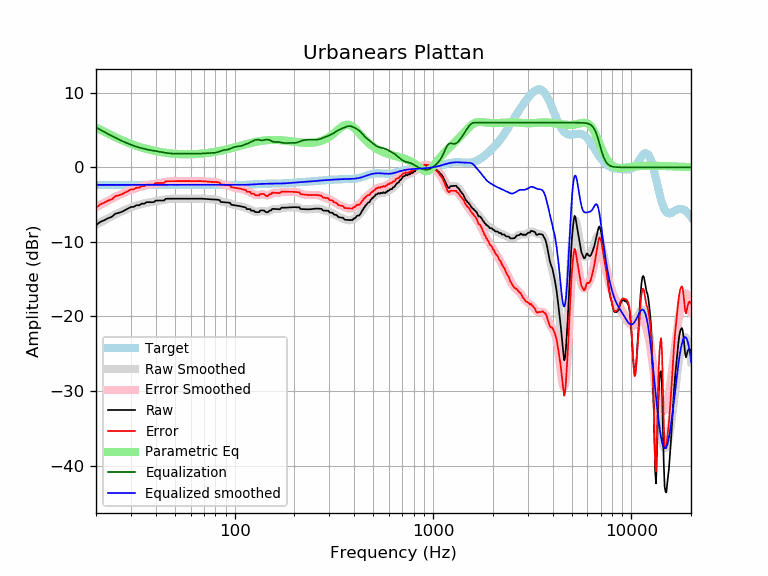 Urbanears Plattan
Amplitude (dBr)
10
0
−10
−20
−30
−40
Target
Raw Smoothed
Error Smoothed
Raw
Error
Parametric Eq
Equalization
Equalized smoothed
100
1000
10000
Frequency (Hz)